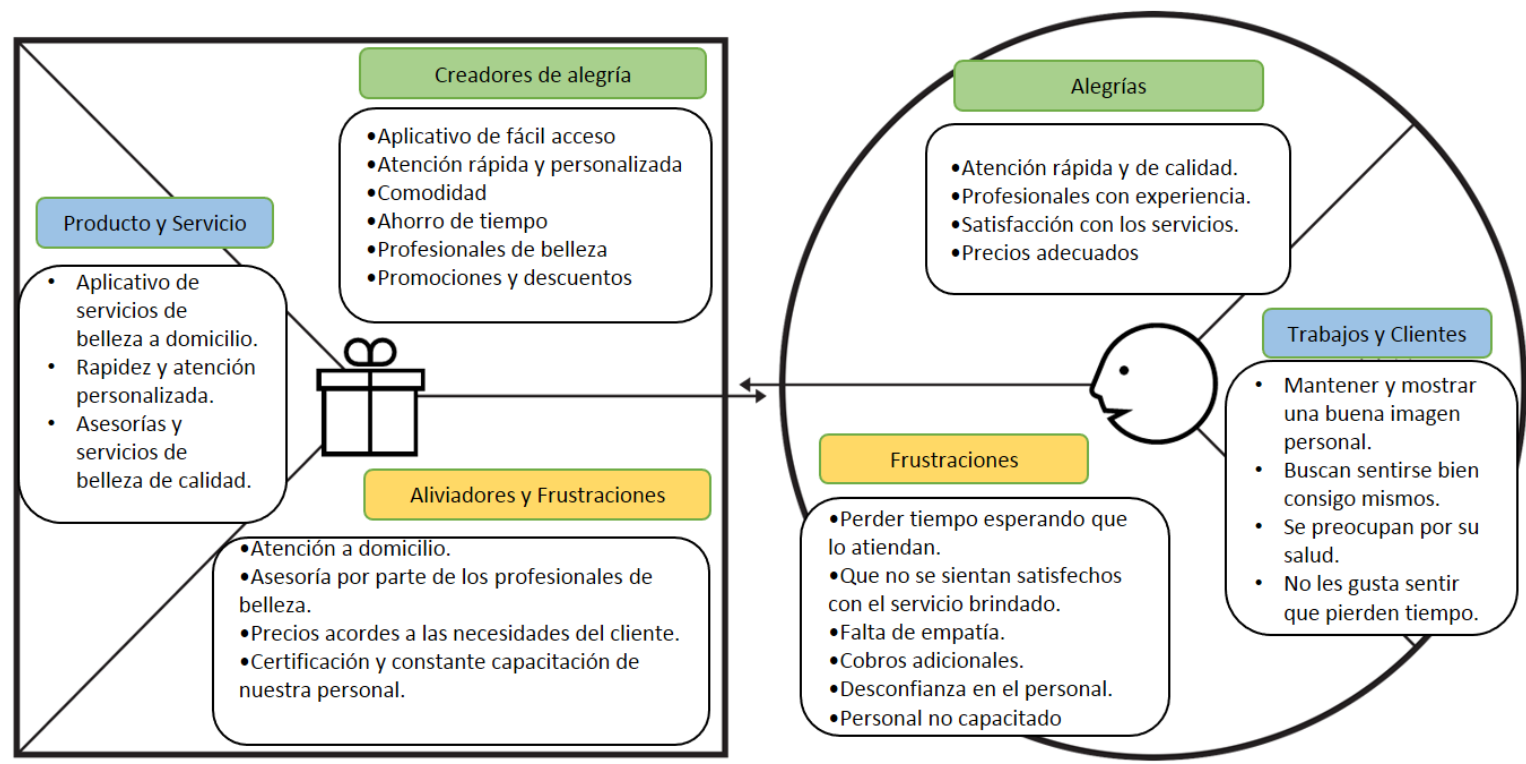 Creadores de alegría
•Aplicativo de fácil acceso
•Atención rápida y personalizada
•Comodidad
•Ahorro de tiempo
•Profesionales de belleza
•Promociones y descuentos
Producto y Servicio
• Aplicativo de
servicios de
belleza a domicilio.
• Rapidez y atención
personalizada.
• Asesorías y
servicios de
belleza de calidad.
Aliviadores y Frustraciones
•Atención a domicilio.
•Asesoría por parte de los profesionales de
belleza.
•Precios acordes a las necesidades del cliente.
•Certificación y constante capacitación de
nuestra personal.
Alegrías
•Atención rápida y de calidad.
•Profesionales con experiencia.
•Satisfacción con los servicios.
•Precios adecuados
Trabajos y Clientes
• Mantener y mostrar
una buena imagen
personal.
• Buscan sentirse bien
consigo mismos.
• Se preocupan por su
salud.
• No les gusta sentir
que pierden tiempo.
Frustraciones
•Perder tiempo esperando que
lo atiendan.
•Que no se sientan satisfechos
con el servicio brindado.
•Falta de empatía.
•Cobros adicionales.
•Desconfianza en el personal.
•Personal no capacitado